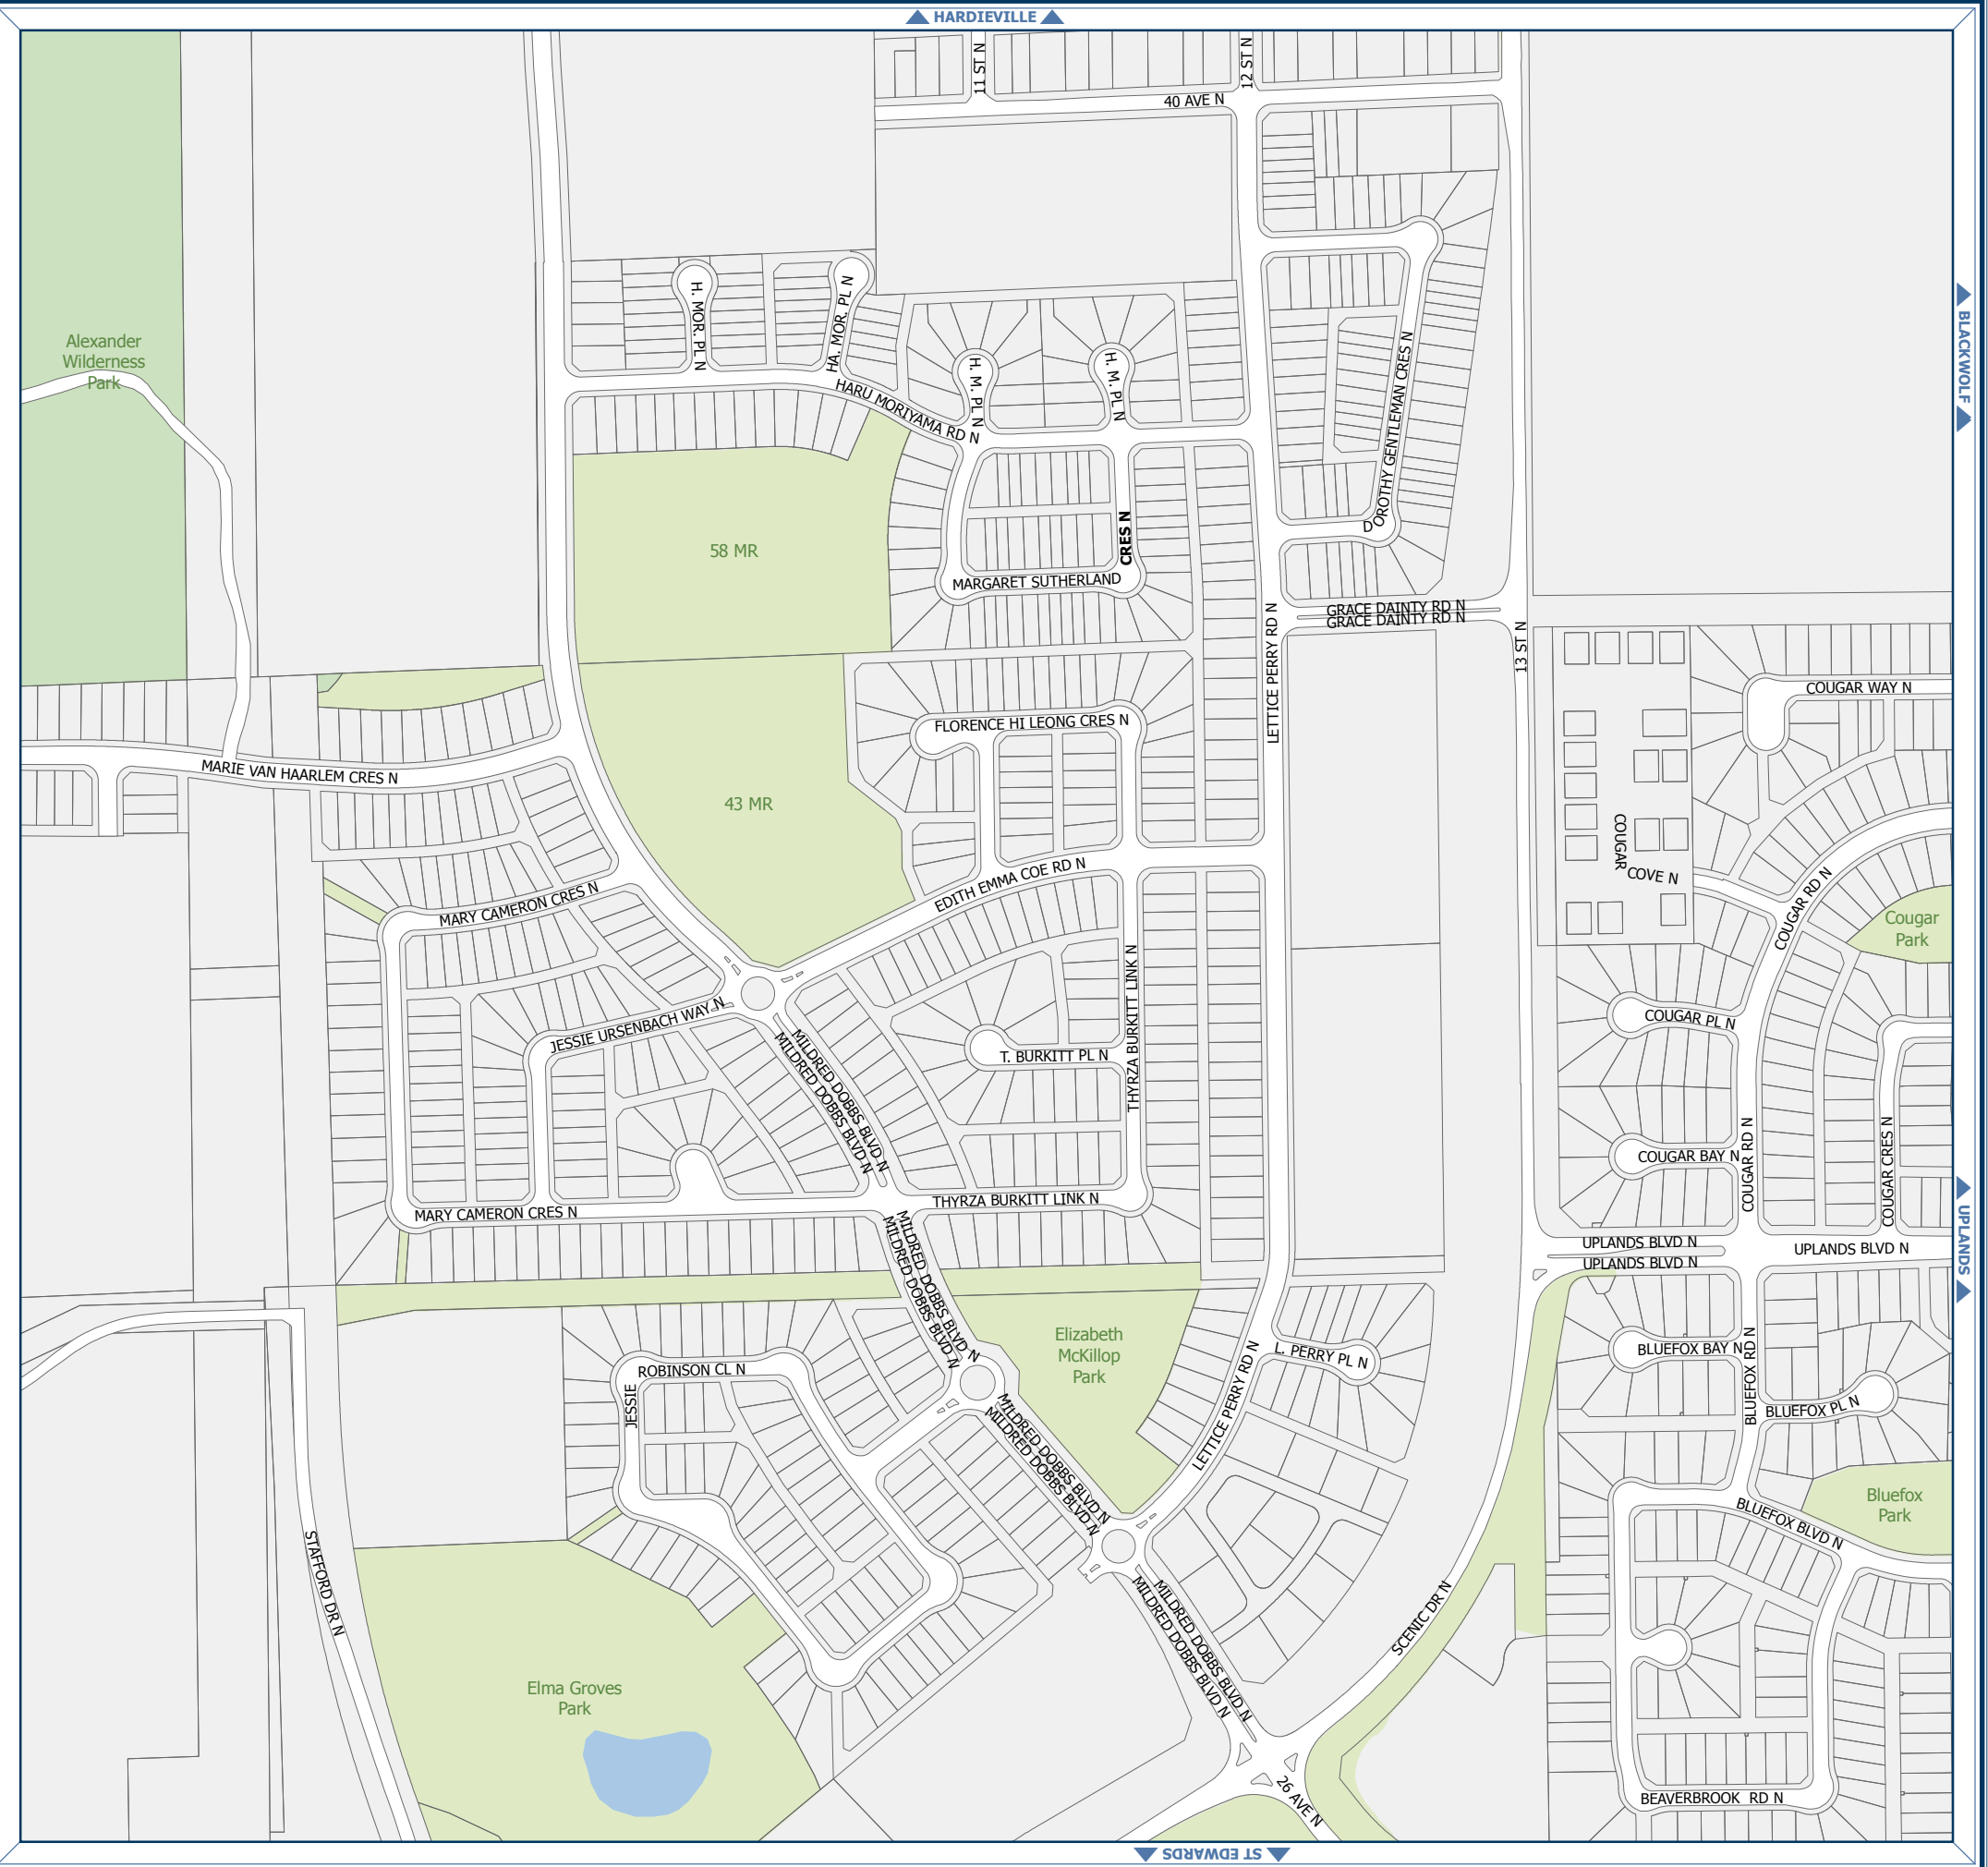 HARDIEVILLE
11 ST N
12 ST N
40 AVE N
Alexander
Wilderness
Park
H. MOR. PL N
HA. MOR. PL N
HARU MORIYAMA RD N
H. M. PL N
H. M. PL N
DOROTHY GENTLEMAN CRES N
BLACKWOLF
58 MR
CRES N
MARGARET SUTHERLAND
GRACE DAINTY RD N
GRACE DAINTY RD N
LETTICE PERRY RD N
13 ST N
COUGAR WAY N
FLORENCE HI LEONG CRES N
MARIE VAN HAARLEM CRES N
43 MR
COUGAR
COVE N
COUGAR RD N
Cougar
Park
EDITH EMMA COE RD N
MARY CAMERON CRES N
JESSIE URSENBACH WAY N
MILDRED DOBBS BLVD N
MILDRED DOBBS BLVD N
T. BURKITT PL N
THYRZA BURKITT LINK N
COUGAR PL N
COUGAR BAY N
COUGAR RD N
COUGAR CRES N
MARY CAMERON CRES N
THYRZA BURKITT LINK N
MILDRED DOBBS BLVD N
MILDRED DOBBS BLVD N
UPLANDS BLVD N
UPLANDS BLVD N
UPLANDS BLVD N
UPLANDS
Elizabeth
McKillop
Park
L. PERRY PL N
LETTICE PERRY RD N
BLUEFOX BAY N
BLUEFOX RD N
BLUEFOX PL N
ROBINSON CL N
JESSIE
MILDRED DOBBS BLVD N
MILDRED DOBBS BLVD N
Bluefox
Park
BLUEFOX BLVD N
STAFFORD DR N
MILDRED DOBBS BLVD N
MILDRED DOBBS BLVD N
SCENIC DR N
Elma Groves
Park
26 AVE N
BEAVERBROOK RD N
ST EDWARDS